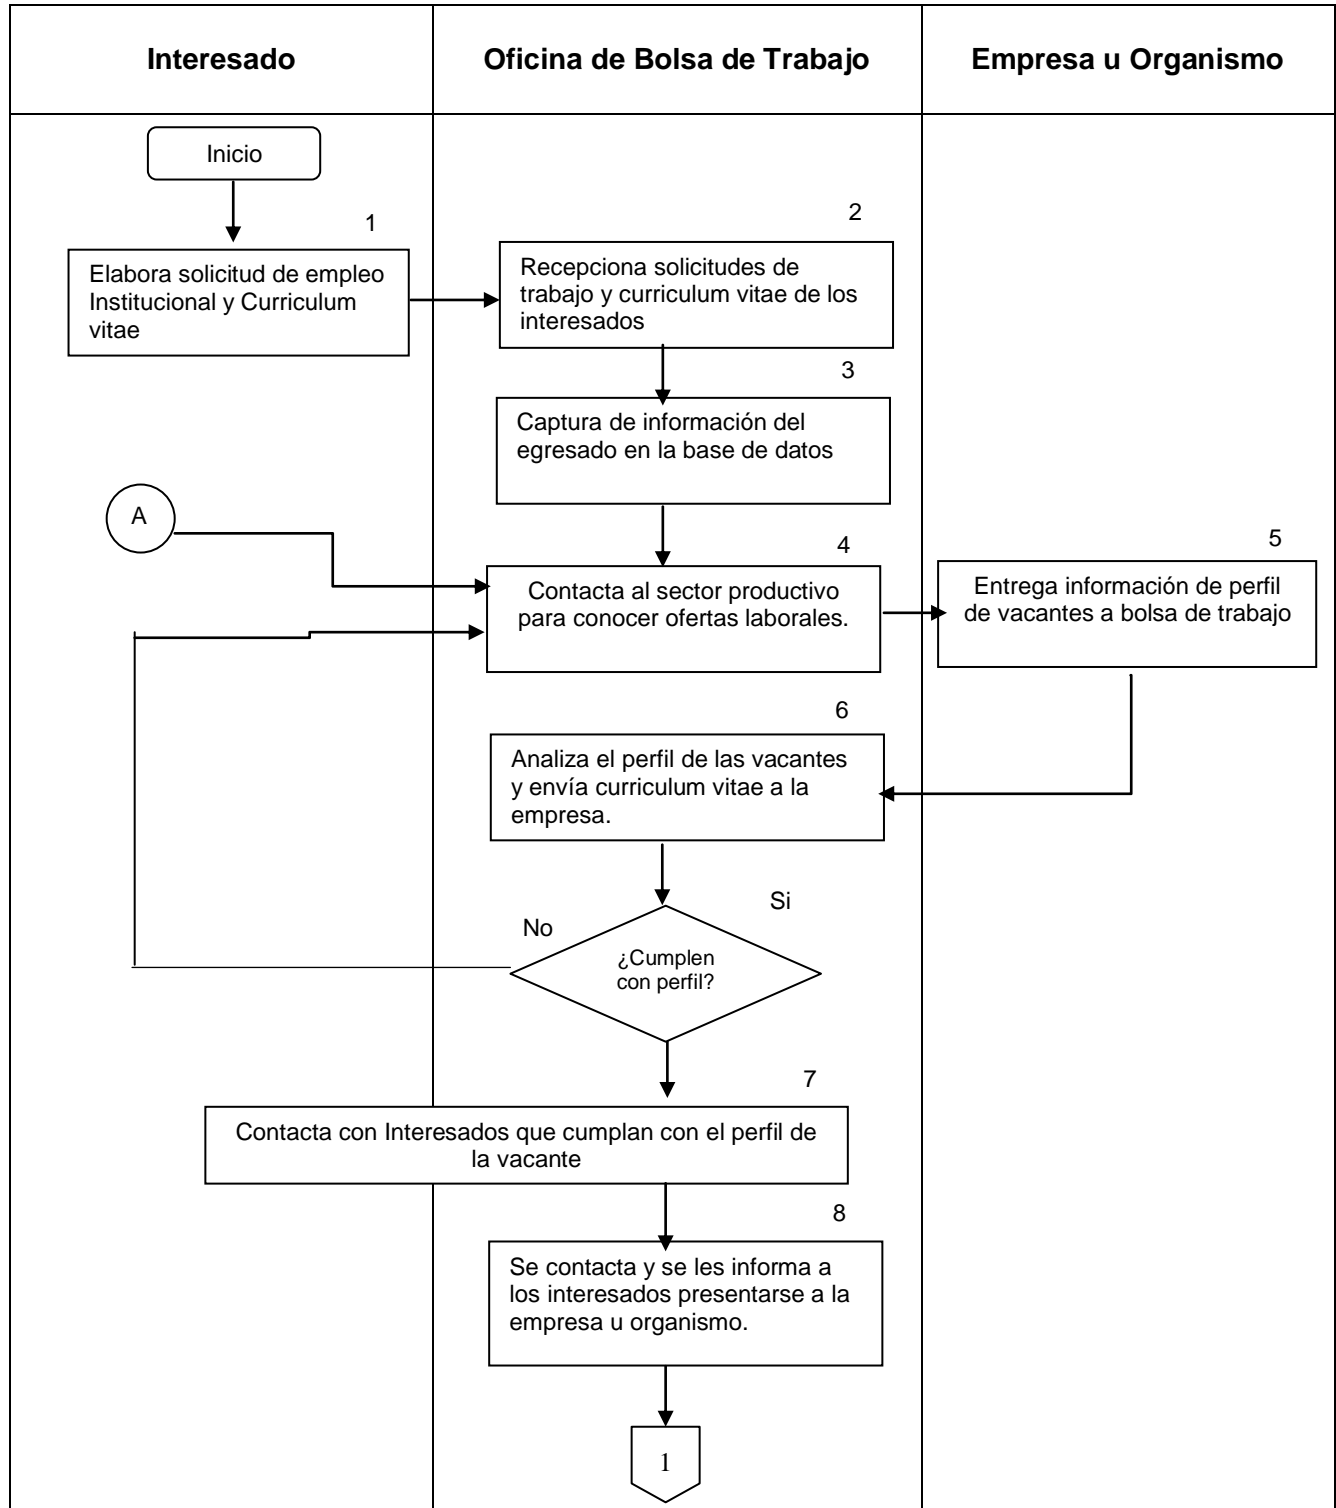 Interesado
Oficina de Bolsa de Trabajo
Empresa u Organismo
Inicio
1
Elabora solicitud de empleo
Institucional y Curriculum
vitae
2
Recepciona solicitudes de
trabajo y curriculum vitae de los
interesados
3
Captura de información del
egresado en la base de datos
A
4
Contacta al sector productivo
para conocer ofertas laborales.
5
Entrega información de perfil
de vacantes a bolsa de trabajo
6
Analiza el perfil de las vacantes
y envía curriculum vitae a la
empresa.
Si
No
¿Cumplen
con perfil?
7
Contacta con Interesados que cumplan con el perfil de
la vacante
8
Se contacta y se les informa a
los interesados presentarse a la
empresa u organismo.
1